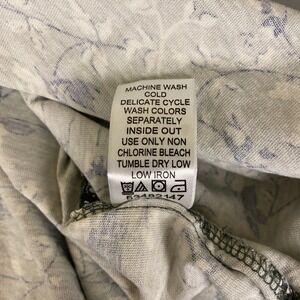 MACHINE WASH
COLD
DELICATE CYCLE
WASH COLORS
SEPARATELY
INSIDE OUT
USE ONLY NON
CHLORINE BLEACH
TUMBLE DRY LOW
LOW IRON
53492147